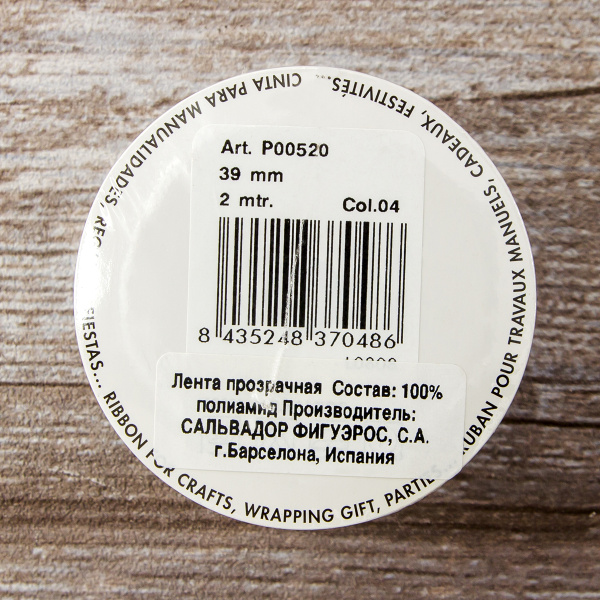 Art. P00520
39 mm
2 mtr. Col.04
8 435248 370486
Лента прозрачная Состав: 100%
полиамид Производитель:
САЛЬВАДОР ФИГУЭРОС, С.А.
г.Барселона, Испания
CINTA PARA MANUALIDADES,
FIESTAS... RIBBON FOR CRAFTS, WRAPPING GIFT,
RUBAN POUR TRAVAUX MANUELS, CADEAUX, FESTIVITÉS...